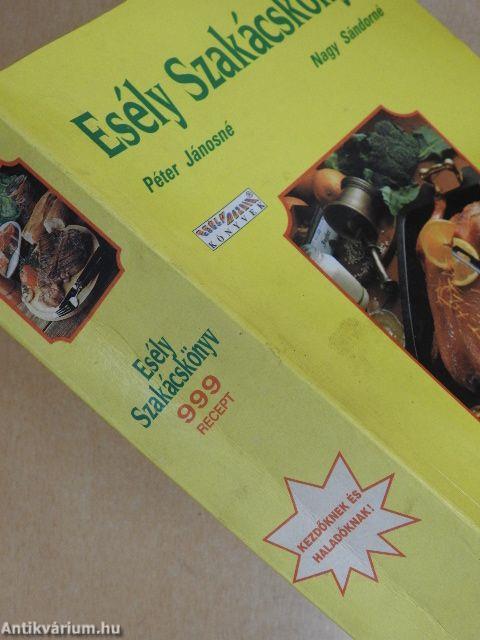 Esély Szakácskönyv
Péter Jánosné
Nagy Sándorné
KÖNYVEK
Esély
Szakácskönyv
999
RECEPT
KEZDŐKNEK ÉS
HALADÓKNAK!
Antikvárium.hu